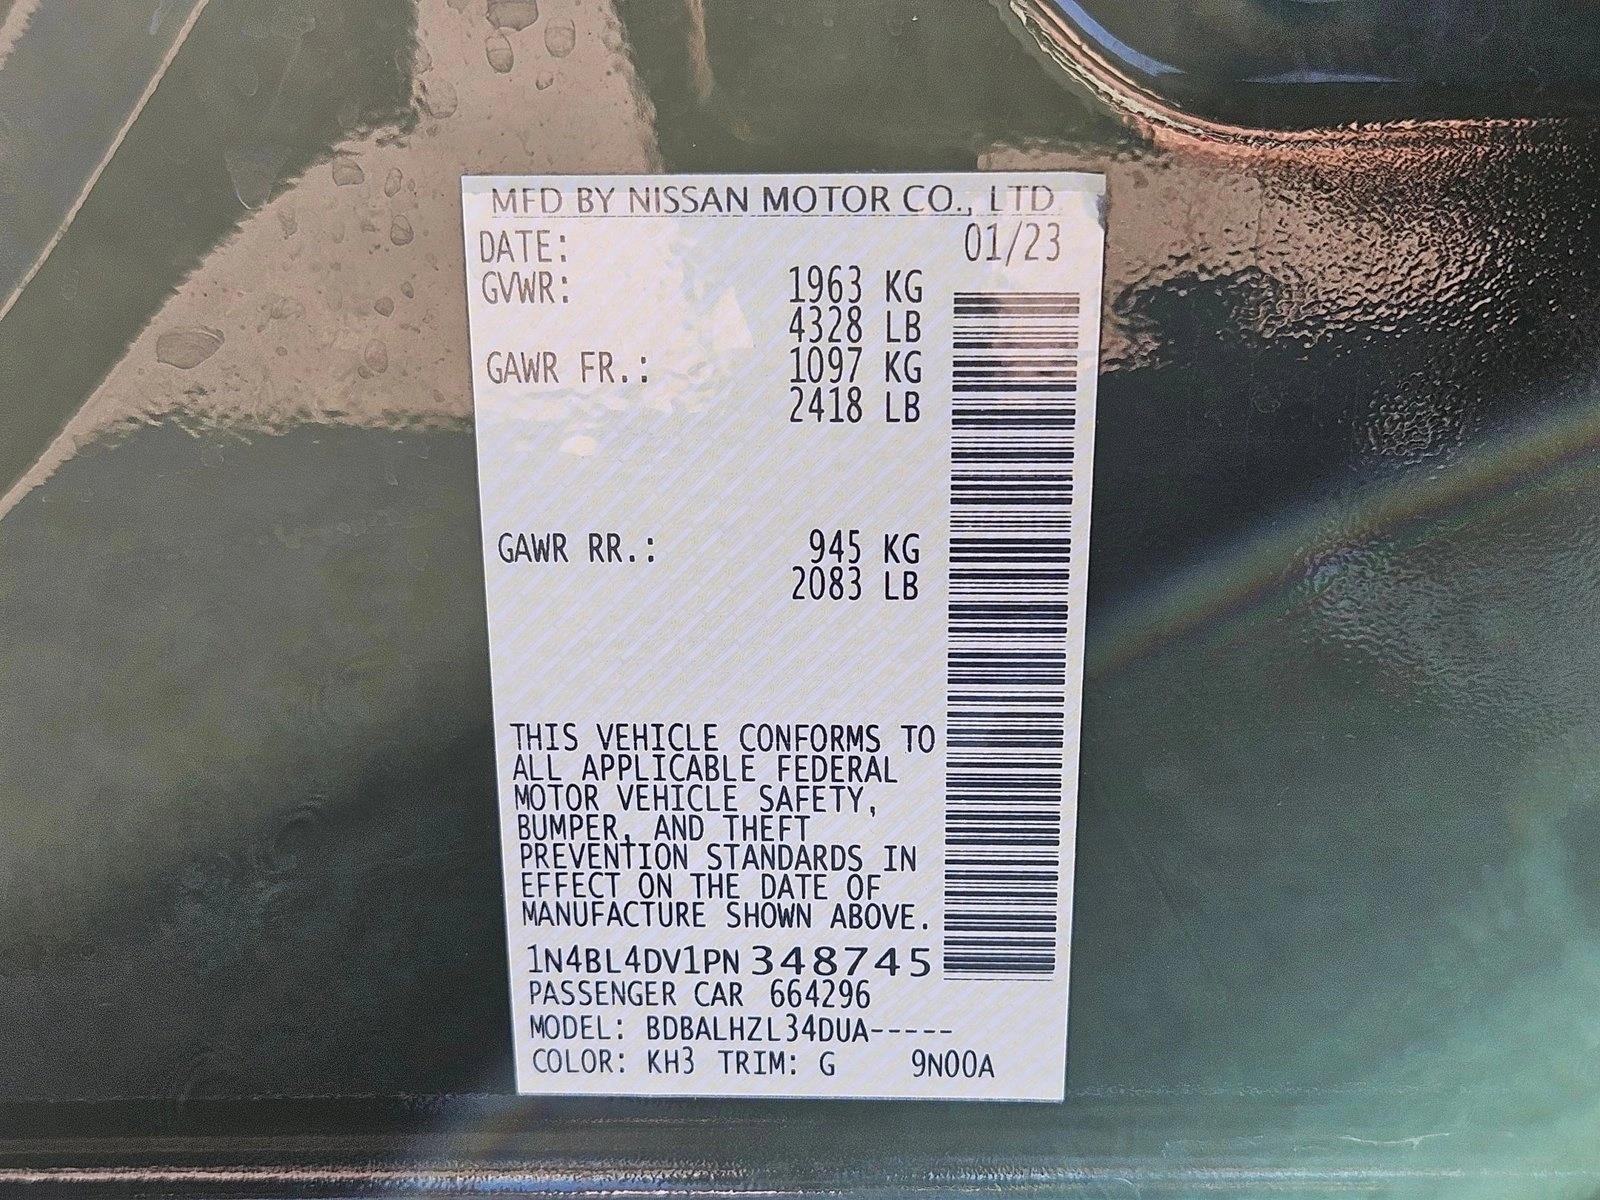 MFD BY NISSAN MOTOR CO., LTD
DATE: 01/23
GVWR: 1963 KG
4328 LB
GAWR FR.: 1097 KG
2418 LB
GAWR RR.: 945 KG
2083 LB
THIS VEHICLE CONFORMS TO
ALL APPLICABLE FEDERAL
MOTOR VEHICLE SAFETY,
BUMPER, AND THEFT
PREVENTION STANDARDS IN
EFFECT ON THE DATE OF
MANUFACTURE SHOWN ABOVE.
1N4BL4DV1PN 348745
PASSENGER CAR 664296
MODEL: BDBALHZL34DUA-----
COLOR: KH3 TRIM: G 9N00A